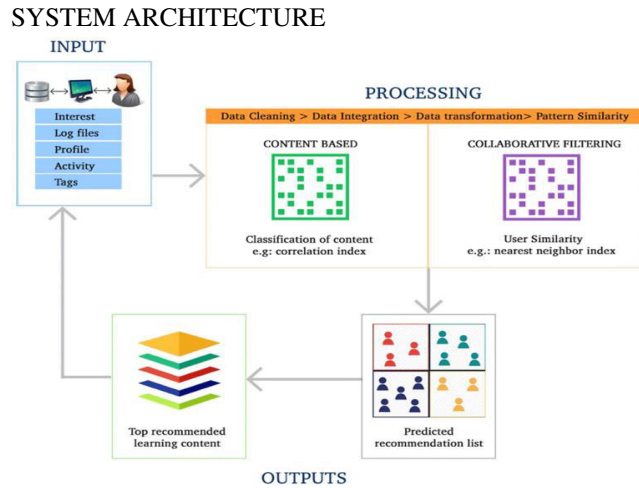 SYSTEM ARCHITECTURE
INPUT
Interest
Log files
Profile
Activity
Tags
PROCESSING
Data Cleaning > Data Integration > Data transformation> Pattern Similarity
CONTENT BASED
Classification of content
e.g: correlation index
COLLABORATIVE FILTERING
User Similarity
e.g.: nearest neighbor index
Top recommended
learning content
Predicted
recommendation list
OUTPUTS